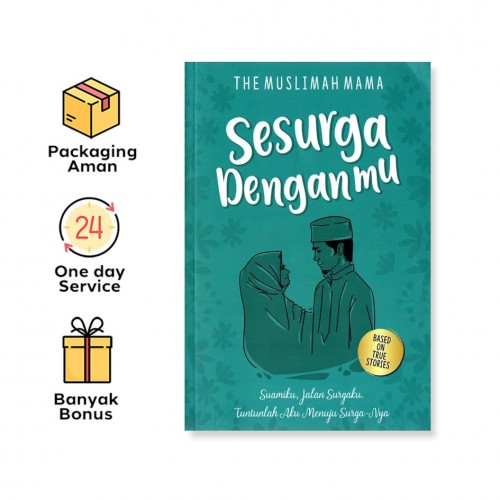 Packaging
Aman
24
One day
Service
Banyak
Bonus
THE MUSLIMAH MAMA
Sesurga
Denganmu
BASED
ON
TRUE
STORIES
Suamiku, Jalan Surgaku.
Tuntunlah Aku Menuju Surga-Nya